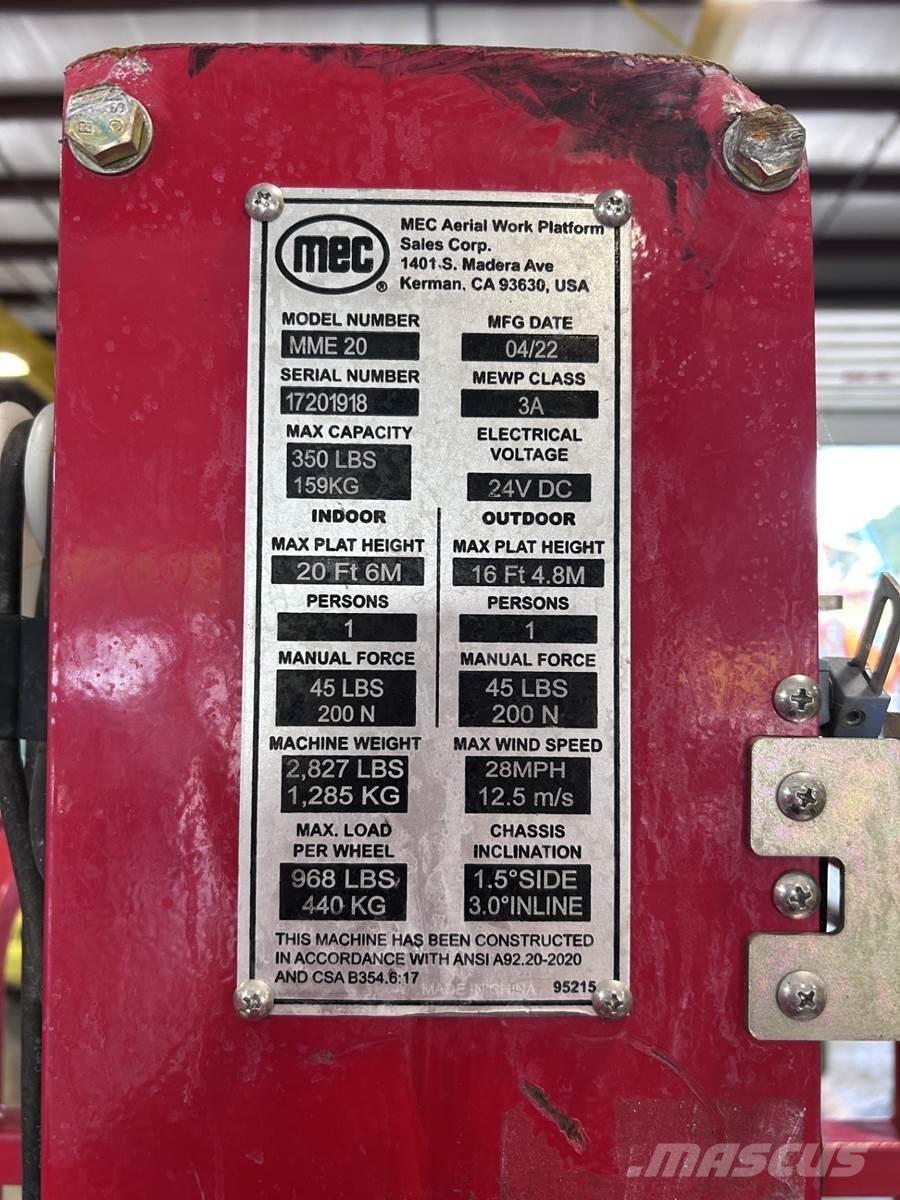 mec
®
MEC Aerial Work Platform
Sales Corp.
1401 S. Madera Ave
Kerman, CA 93630, USA
MODEL NUMBER
MME 20
MFG DATE
04/22
SERIAL NUMBER
17201918
MEWP CLASS
3A
MAX CAPACITY
350 LBS
159KG
ELECTRICAL
VOLTAGE
24V DC
INDOOR
OUTDOOR
MAX PLAT HEIGHT
20 Ft 6M
MAX PLAT HEIGHT
16 Ft 4.8M
PERSONS
1
PERSONS
1
MANUAL FORCE
45 LBS
200 N
MANUAL FORCE
45 LBS
200 N
MACHINE WEIGHT
2,827 LBS
1,285 KG
MAX WIND SPEED
28MPH
12.5 m/s
MAX. LOAD
PER WHEEL
968 LBS
440 KG
CHASSIS
INCLINATION
1.5°SIDE
3.0°INLINE
THIS MACHINE HAS BEEN CONSTRUCTED
IN ACCORDANCE WITH ANSI A92.20-2020
AND CSA B354.6:17
MADE IN CHINA
95215
MASCUS